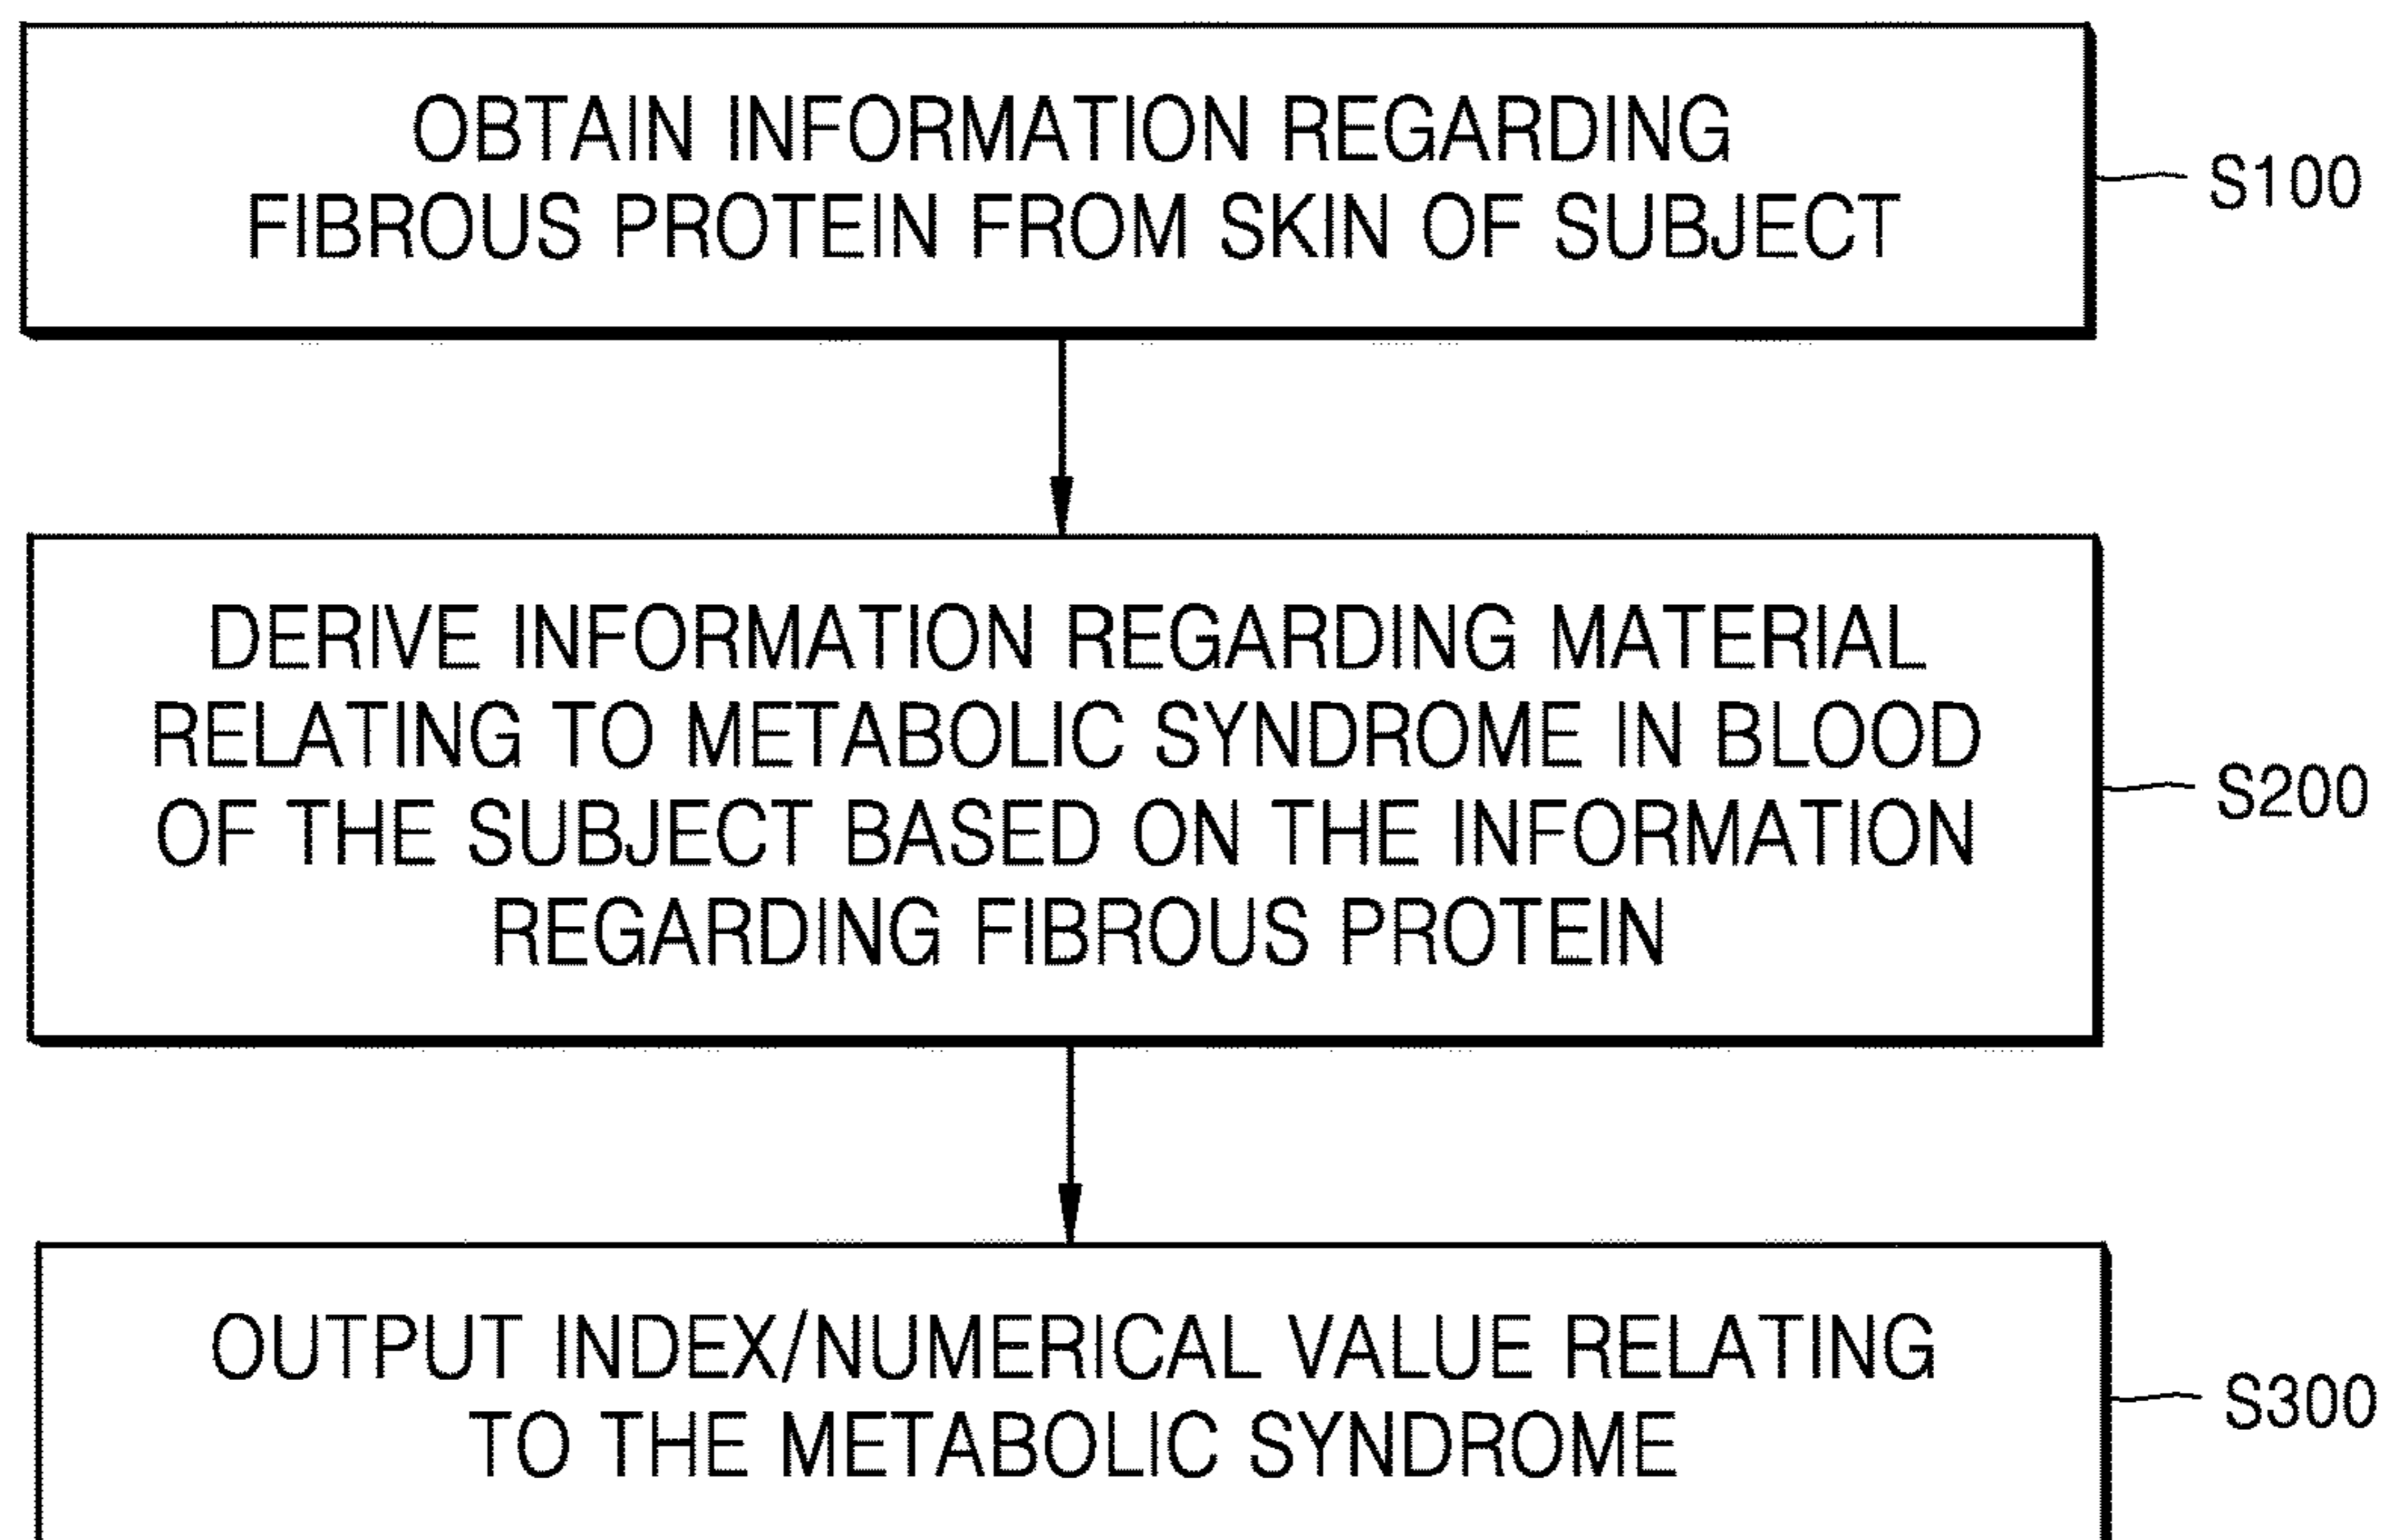 OBTAIN INFORMATION REGARDING
FIBROUS PROTEIN FROM SKIN OF SUBJECT
S100
DERIVE INFORMATION REGARDING MATERIAL
RELATING TO METABOLIC SYNDROME IN BLOOD
OF THE SUBJECT BASED ON THE INFORMATION
REGARDING FIBROUS PROTEIN
S200
OUTPUT INDEX/NUMERICAL VALUE RELATING
TO THE METABOLIC SYNDROME
S300